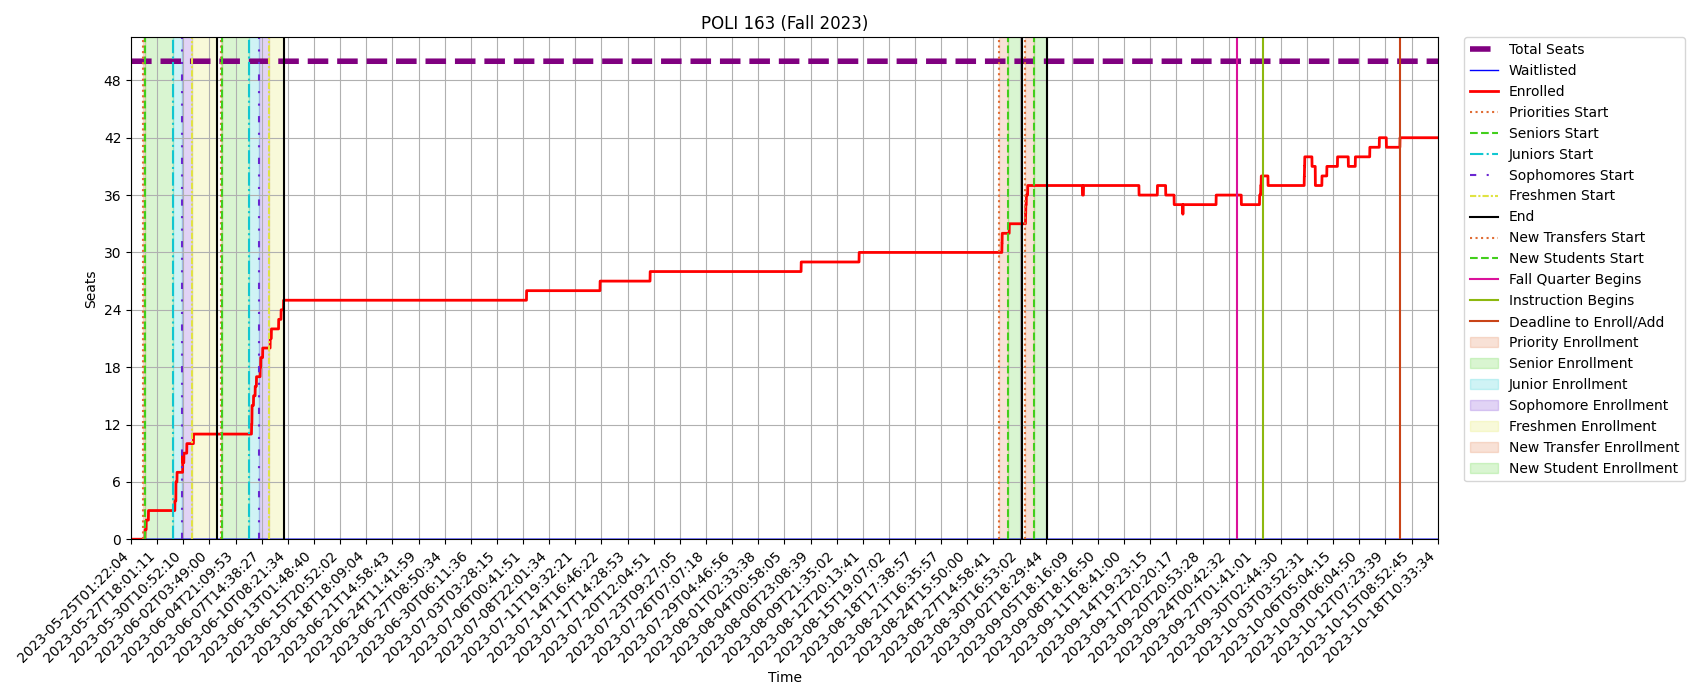 POLI 163 (Fall 2023)
Seats
48
42
36
30
24
18
12
6
0
2023-05-25T01:22:04
2023-05-27T18:01:11
2023-05-30T10:52:10
2023-06-02T03:49:00
2023-06-04T21:09:53
2023-06-07T14:38:27
2023-06-10T08:21:34
2023-06-13T01:48:40
2023-06-15T20:52:02
2023-06-18T18:09:04
2023-06-21T14:58:43
2023-06-24T11:41:59
2023-06-27T08:50:34
2023-06-30T06:11:36
2023-07-03T03:28:15
2023-07-06T00:41:51
2023-07-08T22:01:34
2023-07-11T19:32:21
2023-07-14T16:46:22
2023-07-17T14:28:53
2023-07-20T12:04:51
2023-07-23T09:27:05
2023-07-26T07:07:18
2023-07-29T04:46:56
2023-08-01T02:33:38
2023-08-04T00:58:05
2023-08-06T23:08:39
2023-08-09T21:35:02
2023-08-12T20:13:41
2023-08-15T19:07:02
2023-08-18T17:38:57
2023-08-21T16:35:57
2023-08-24T15:50:00
2023-08-27T14:58:41
2023-08-30T16:53:02
2023-09-02T18:29:44
2023-09-05T18:16:09
2023-09-08T18:16:50
2023-09-11T18:41:00
2023-09-14T19:23:15
2023-09-17T20:20:17
2023-09-20T20:53:28
2023-09-24T00:42:32
2023-09-27T01:41:01
2023-09-30T02:44:30
2023-10-03T03:52:31
2023-10-06T05:04:15
2023-10-09T06:04:50
2023-10-12T07:23:39
2023-10-15T08:52:45
2023-10-18T10:33:34
Time
Total Seats
Waitlisted
Enrolled
Priorities Start
Seniors Start
Juniors Start
Sophomores Start
Freshmen Start
End
New Transfers Start
New Students Start
Fall Quarter Begins
Instruction Begins
Deadline to Enroll/Add
Priority Enrollment
Senior Enrollment
Junior Enrollment
Sophomore Enrollment
Freshmen Enrollment
New Transfer Enrollment
New Student Enrollment